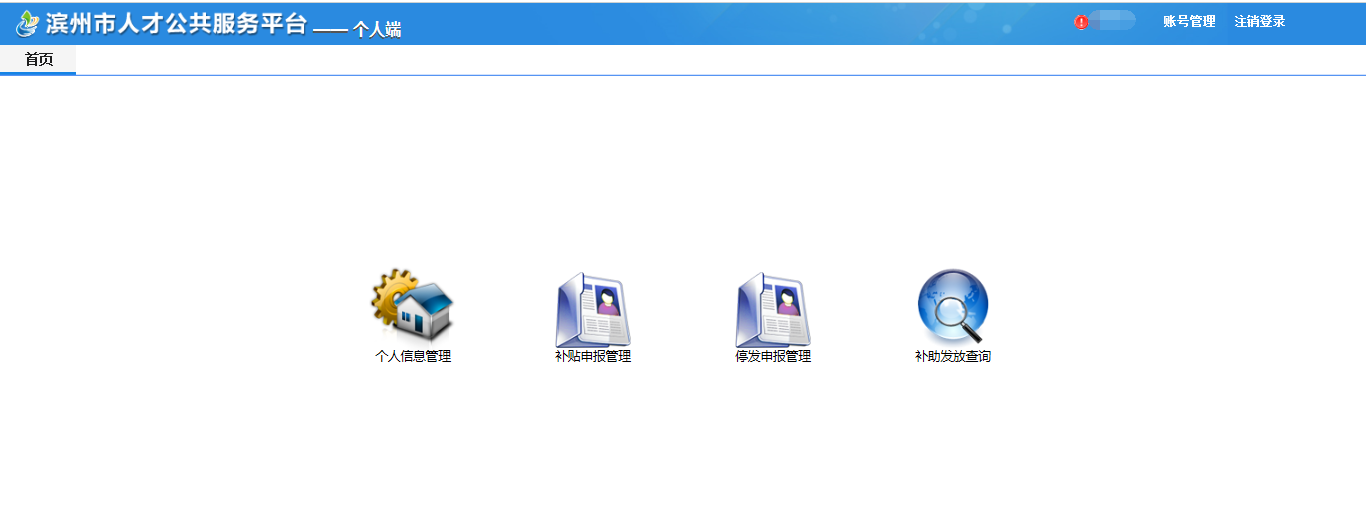 滨州市人才公共服务平台 —— 个人端
账号管理 注销登录
首页
个人信息管理 补贴申报管理 停发申报管理 补助发放查询